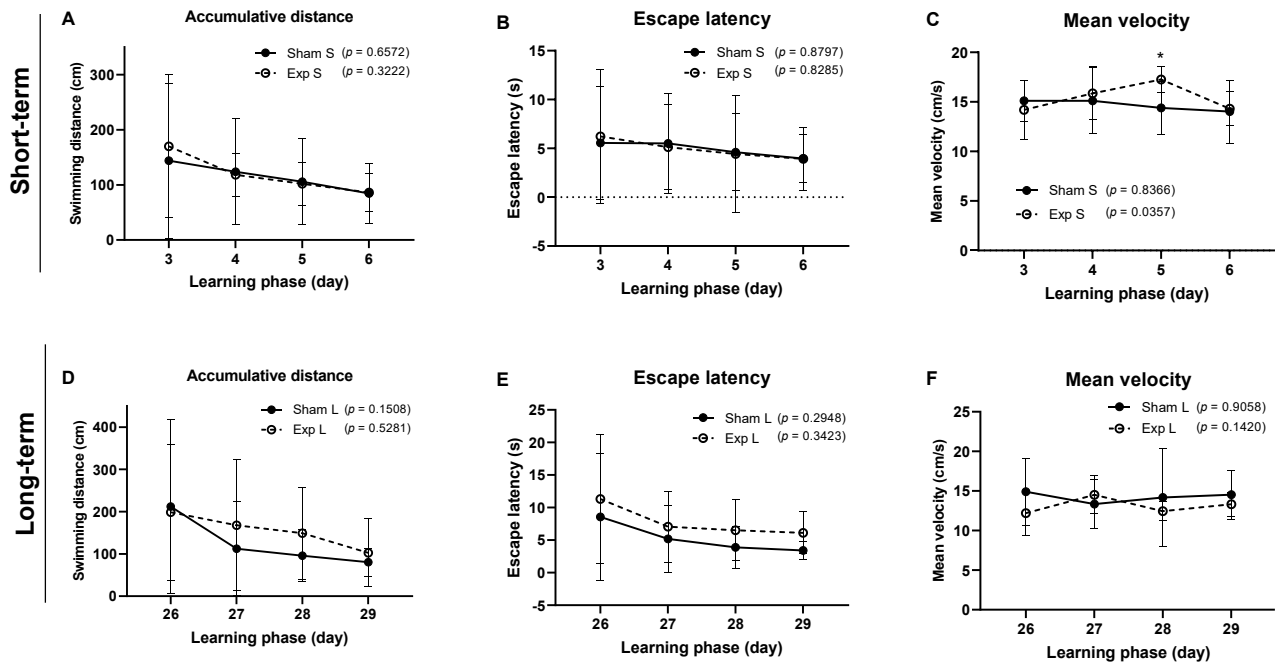 Short-term
A
Accumulative distance
Sham S (p = 0.6572)
Exp S (p = 0.3222)
Swimming distance (cm)
300
200
100
0
3 4 5 6
Learning phase (day)
B
Escape latency
Sham S (p = 0.8797)
Exp S (p = 0.8285)
Escape latency (s)
15
10
5
0
-5
3 4 5 6
Learning phase (day)
C
Mean velocity
*
Sham S (p = 0.8366)
Exp S (p = 0.0357)
Mean velocity (cm/s)
20
15
10
5
0
3 4 5 6
Learning phase (day)
Long-term
D
Accumulative distance
Sham L (p = 0.1508)
Exp L (p = 0.5281)
Swimming distance (cm)
400
300
200
100
0
26 27 28 29
Learning phase (day)
E
Escape latency
Sham L (p = 0.2948)
Exp L (p = 0.3423)
Escape latency (s)
25
20
15
10
5
0
-5
26 27 28 29
Learning phase (day)
F
Mean velocity
Sham L (p = 0.9058)
Exp L (p = 0.1420)
Mean velocity (cm/s)
25
20
15
10
5
0
26 27 28 29
Learning phase (day)